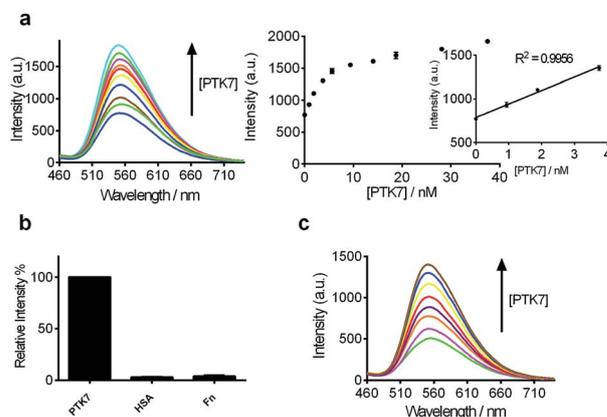 a
Intensity (a.u.)
1500
1000
500
0
460 510 560 610 660 710
Wavelength / nm
[PTK7]
Intensity (a.u.)
2000
1500
1000
500
0
0 10 20 30 40
[PTK7] / nM
Intensity (a.u.)
1500
1000
500
R² = 0.9956
0 1 2 3 4
[PTK7] / nM
b
Relative Intensity %
100
50
0
PTK7 HSA Fn
c
Intensity (a.u.)
1500
1000
500
0
460 510 560 610 660 710
Wavelength / nm
[PTK7]